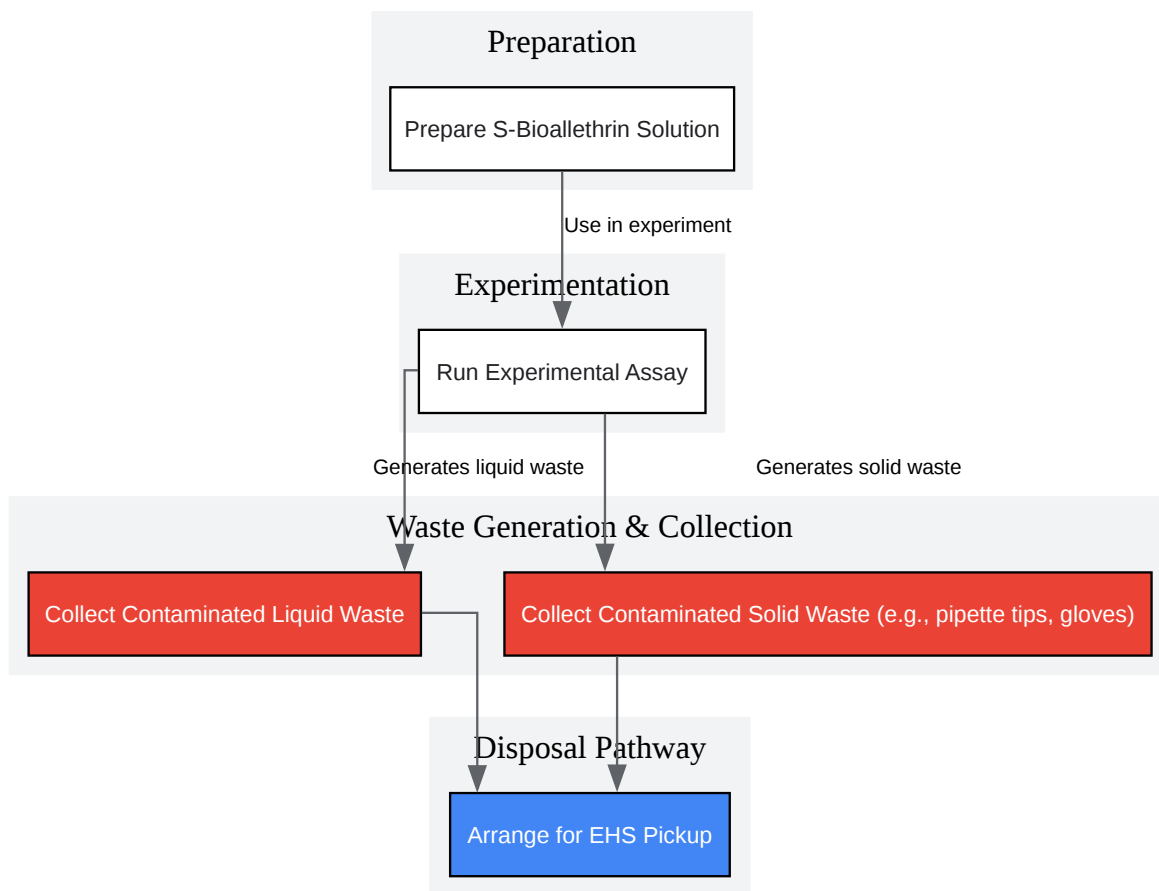 Preparation
Prepare S-Bioallethrin Solution
Use in experiment
Experimentation
Run Experimental Assay
Generates liquid waste
Generates solid waste
Waste Generation & Collection
Collect Contaminated Liquid Waste
Collect Contaminated Solid Waste (e.g., pipette tips, gloves)
Disposal Pathway
Arrange for EHS Pickup